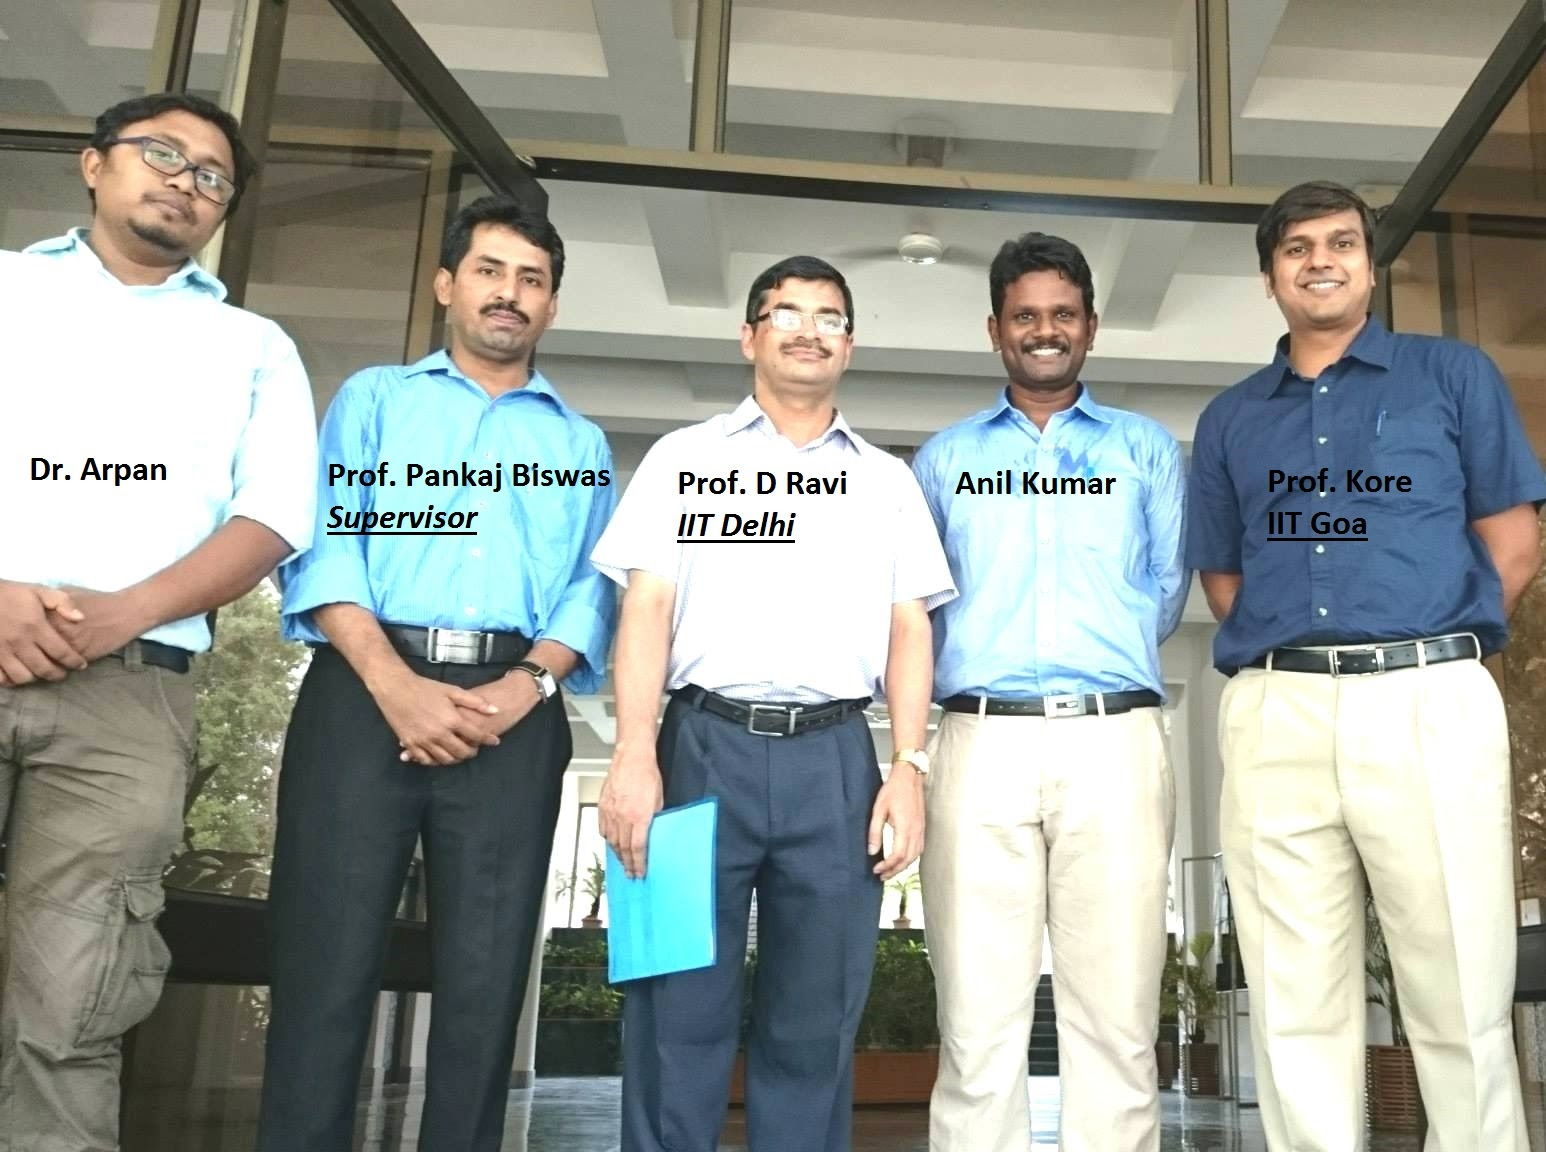 Dr. Arpan
Prof. Pankaj Biswas
Supervisor
Prof. D Ravi
IIT Delhi
Anil Kumar
Prof. Kore
IIT Goa